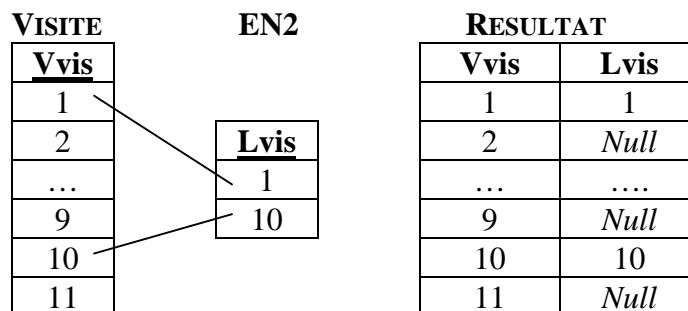 VISITE EN2 RESULTAT
Vvis Vvis Lvis
1 1 1
2 Lvis 2 Null
… 1 … ….
9 10 9 Null
10 10 10
11 11 Null